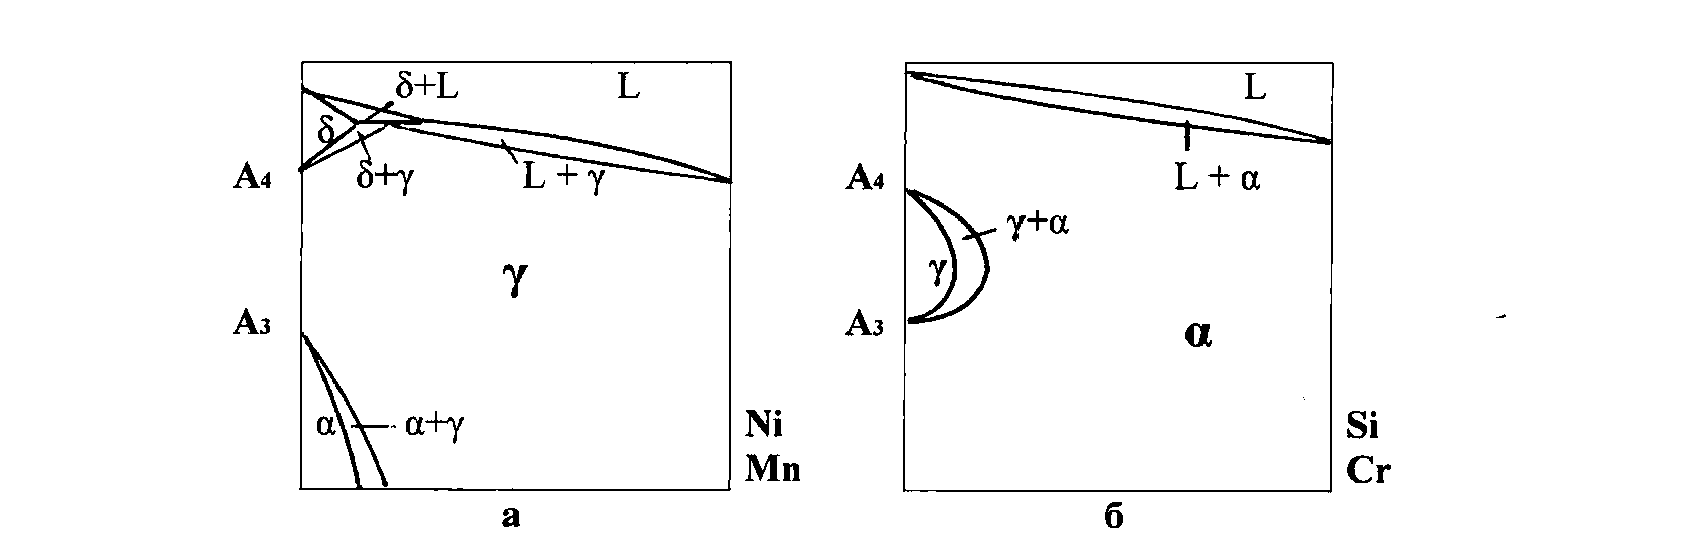 δ+L
L
δ
A4
δ+γ
L + γ
γ
A3
α
α+γ
Ni
Mn
а
L
A4
L + α
γ+α
γ
A3
α
Si
Cr
б